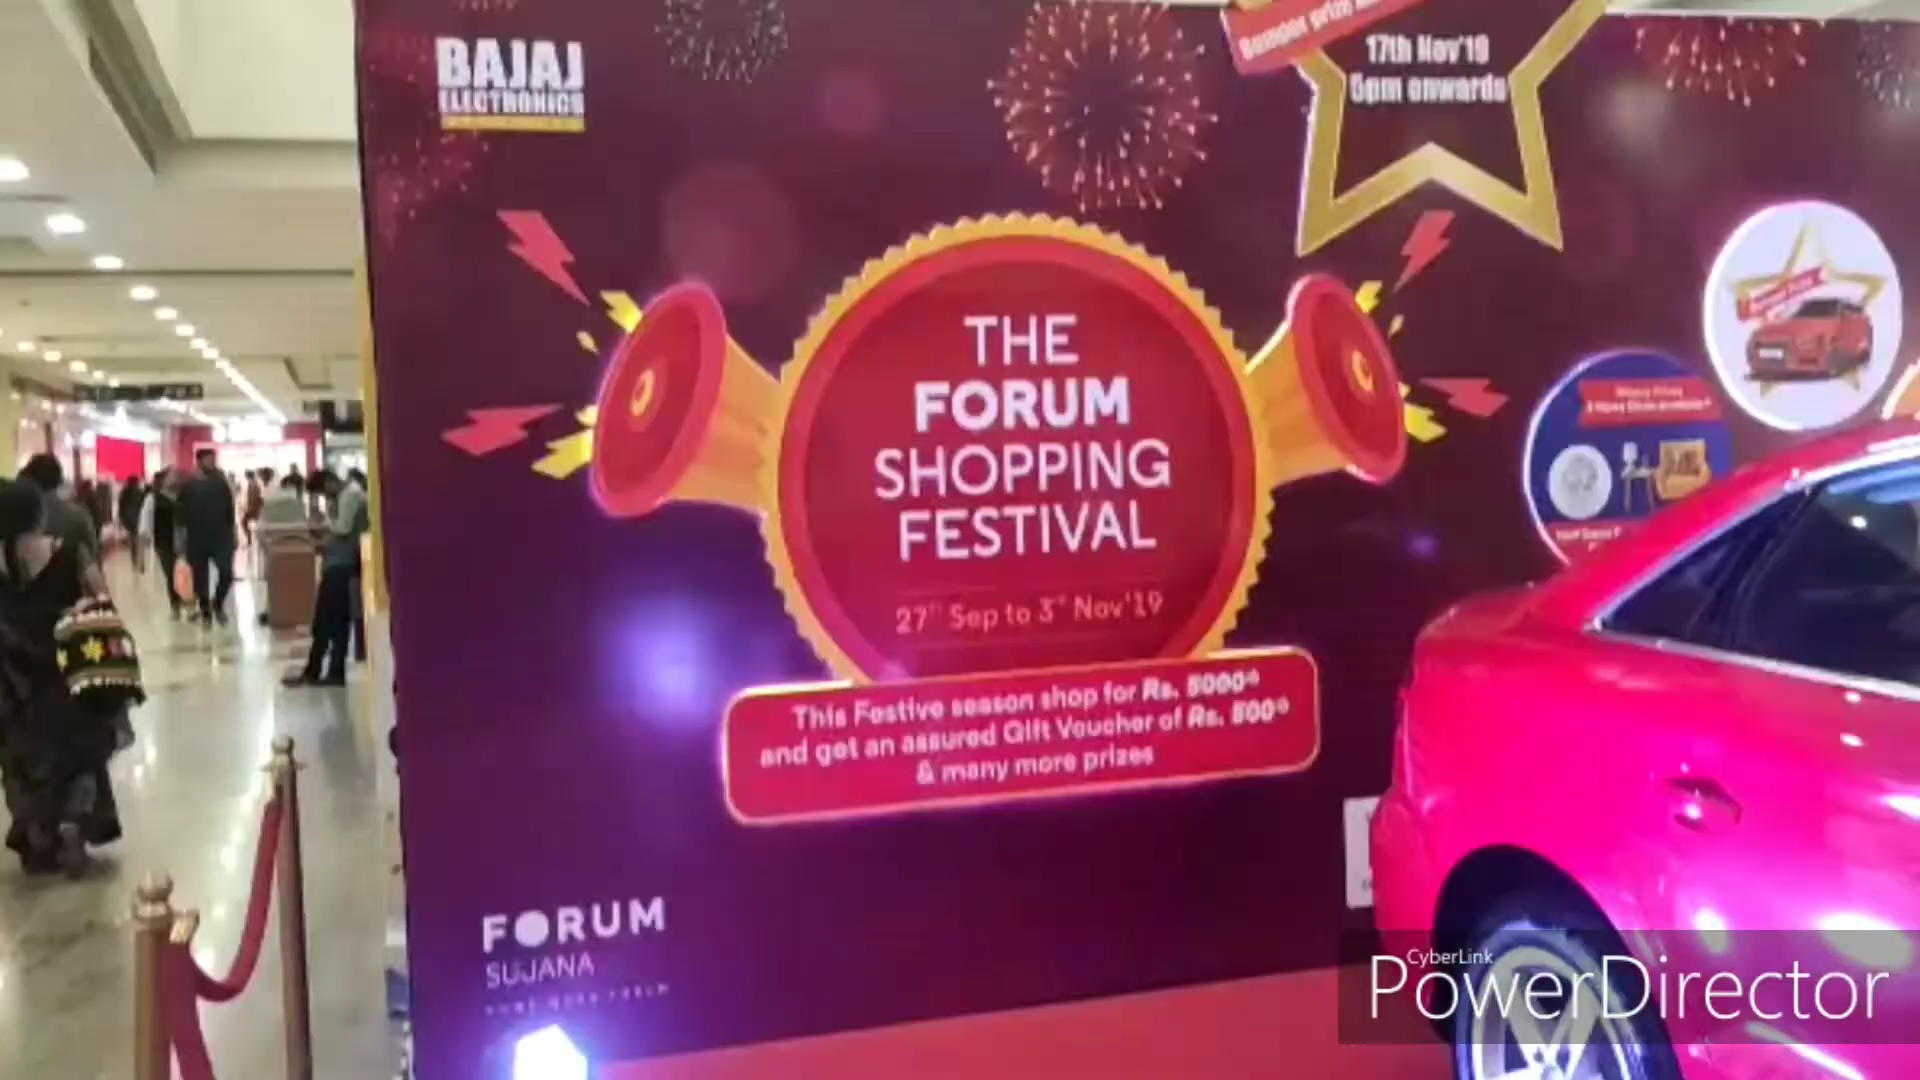 BAJAJ
ELECTRONICS
Bumper prize
17th Nov'19
6pm onwards
THE
FORUM
SHOPPING
FESTIVAL
27th Sep to 3rd Nov'19
This Festive season shop for Rs. 5000*
and get an assured Gift Voucher of Rs. 500*
& many more prizes
FORUM
SUJANA
CyberLink
PowerDirector